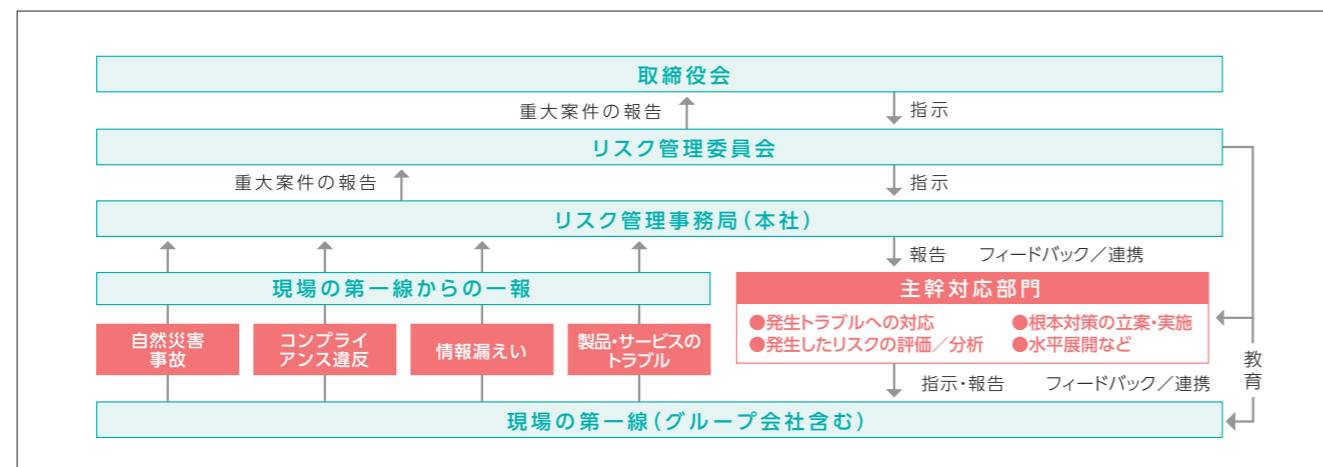 取締役会
重大案件の報告
指示
リスク管理委員会
重大案件の報告
指示
リスク管理事務局（本社）
報告 フィードバック／連携
現場の第一線からの一報
主幹対応部門
自然災害
事故
コンプライ
アンス違反
情報漏えい
製品・サービスの
トラブル
●発生トラブルへの対応
●根本対策の立案・実施
●発生したリスクの評価／分析
●水平展開など
教育
指示・報告 フィードバック／連携
現場の第一線（グループ会社含む）